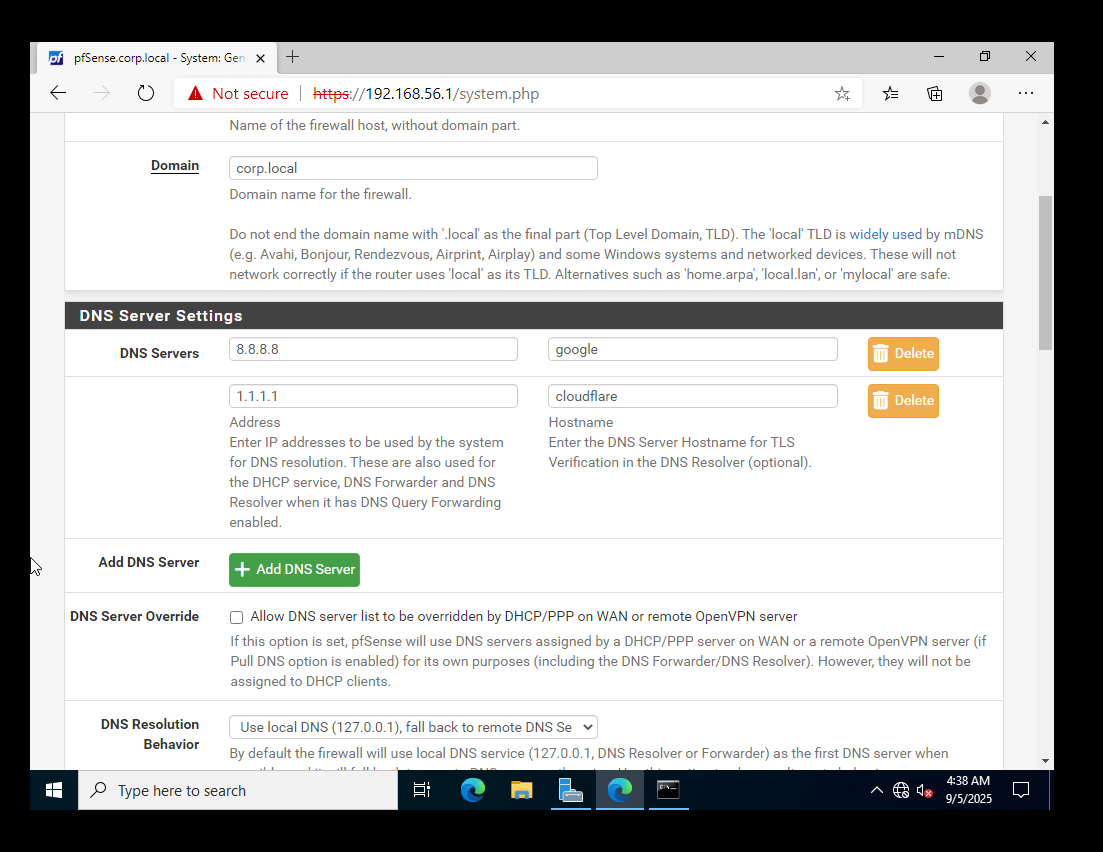 pfSense.corp.local - System: Gen
Not secure
https://192.168.56.1/system.php
Name of the firewall host, without domain part.
Domain
corp.local
Domain name for the firewall.
Do not end the domain name with '.local' as the final part (Top Level Domain, TLD). The 'local' TLD is widely used by mDNS
(e.g. Avahi, Bonjour, Rendezvous, Airprint, Airplay) and some Windows systems and networked devices. These will not
network correctly if the router uses 'local' as its TLD. Alternatives such as 'home.arpa', 'local.lan', or 'mylocal' are safe.
DNS Server Settings
DNS Servers
8.8.8.8
google
Delete
1.1.1.1
cloudflare
Delete
Address
Enter IP addresses to be used by the system
for DNS resolution. These are also used for
the DHCP service, DNS Forwarder and DNS
Resolver when it has DNS Query Forwarding
enabled.
Hostname
Enter the DNS Server Hostname for TLS
Verification in the DNS Resolver (optional).
Add DNS Server
Add DNS Server
DNS Server Override
Allow DNS server list to be overridden by DHCP/PPP on WAN or remote OpenVPN server
If this option is set, pfSense will use DNS servers assigned by a DHCP/PPP server on WAN or a remote OpenVPN server (if
Pull DNS option is enabled) for its own purposes (including the DNS Forwarder/DNS Resolver). However, they will not be
assigned to DHCP clients.
DNS Resolution
Behavior
Use local DNS (127.0.0.1), fall back to remote DNS Se
By default the firewall will use local DNS service (127.0.0.1, DNS Resolver or Forwarder) as the first DNS server when
Type here to search
4:38 AM
9/5/2025